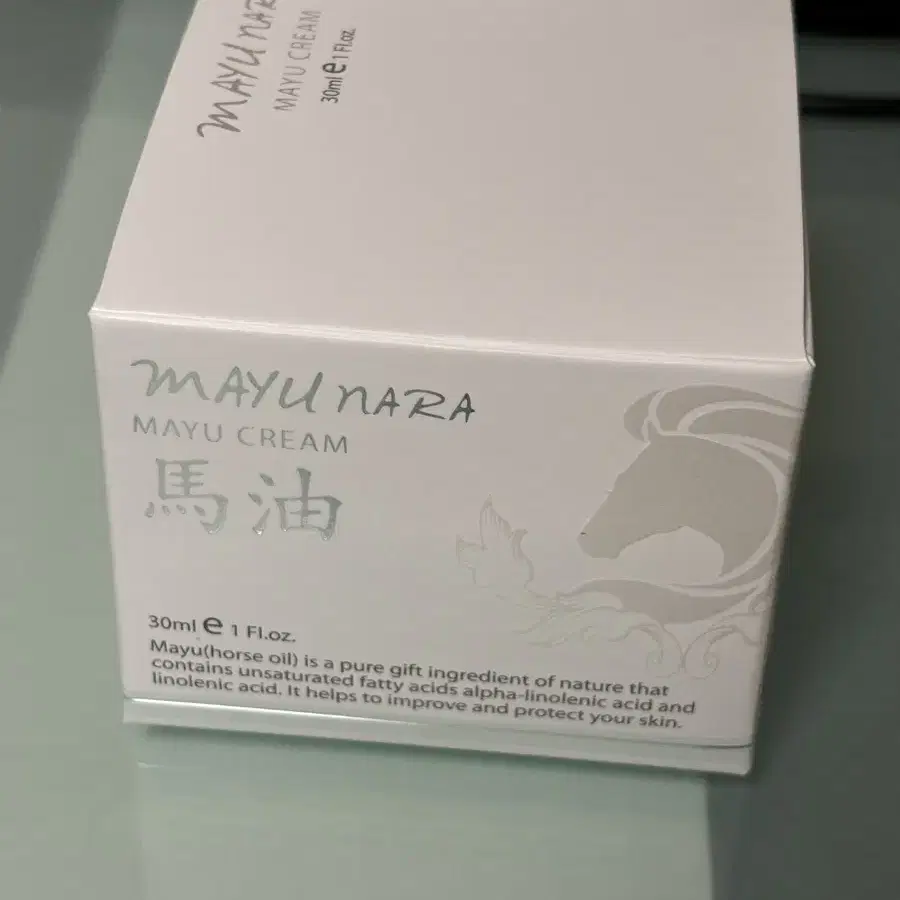 MAYU NARA
MAYU CREAM
30ml e 1 Fl.oz.
MAYU NARA
MAYU CREAM
馬油
30ml e 1 Fl.oz.
Mayu(horse oil) is a pure gift ingredient of nature that
contains unsaturated fatty acids alpha-linolenic acid and
linolenic acid. It helps to improve and protect your skin.